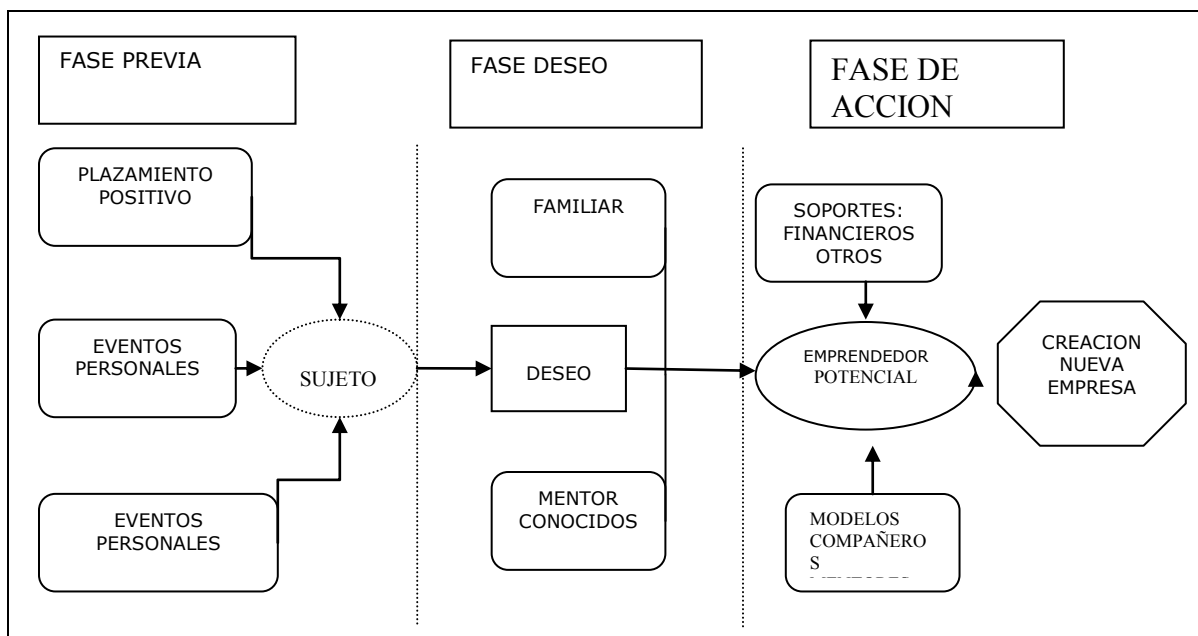 FASE PREVIA
FASE DESEO
FASE DE
ACCION
PLAZAMIENTO
POSITIVO
EVENTOS
PERSONALES
EVENTOS
PERSONALES
SUJETO
FAMILIAR
DESEO
MENTOR
CONOCIDOS
SOPORTES:
FINANCIEROS
OTROS
EMPRENDEDOR
POTENCIAL
MODELOS
COMPAÑERO
S
CREACION
NUEVA
EMPRESA